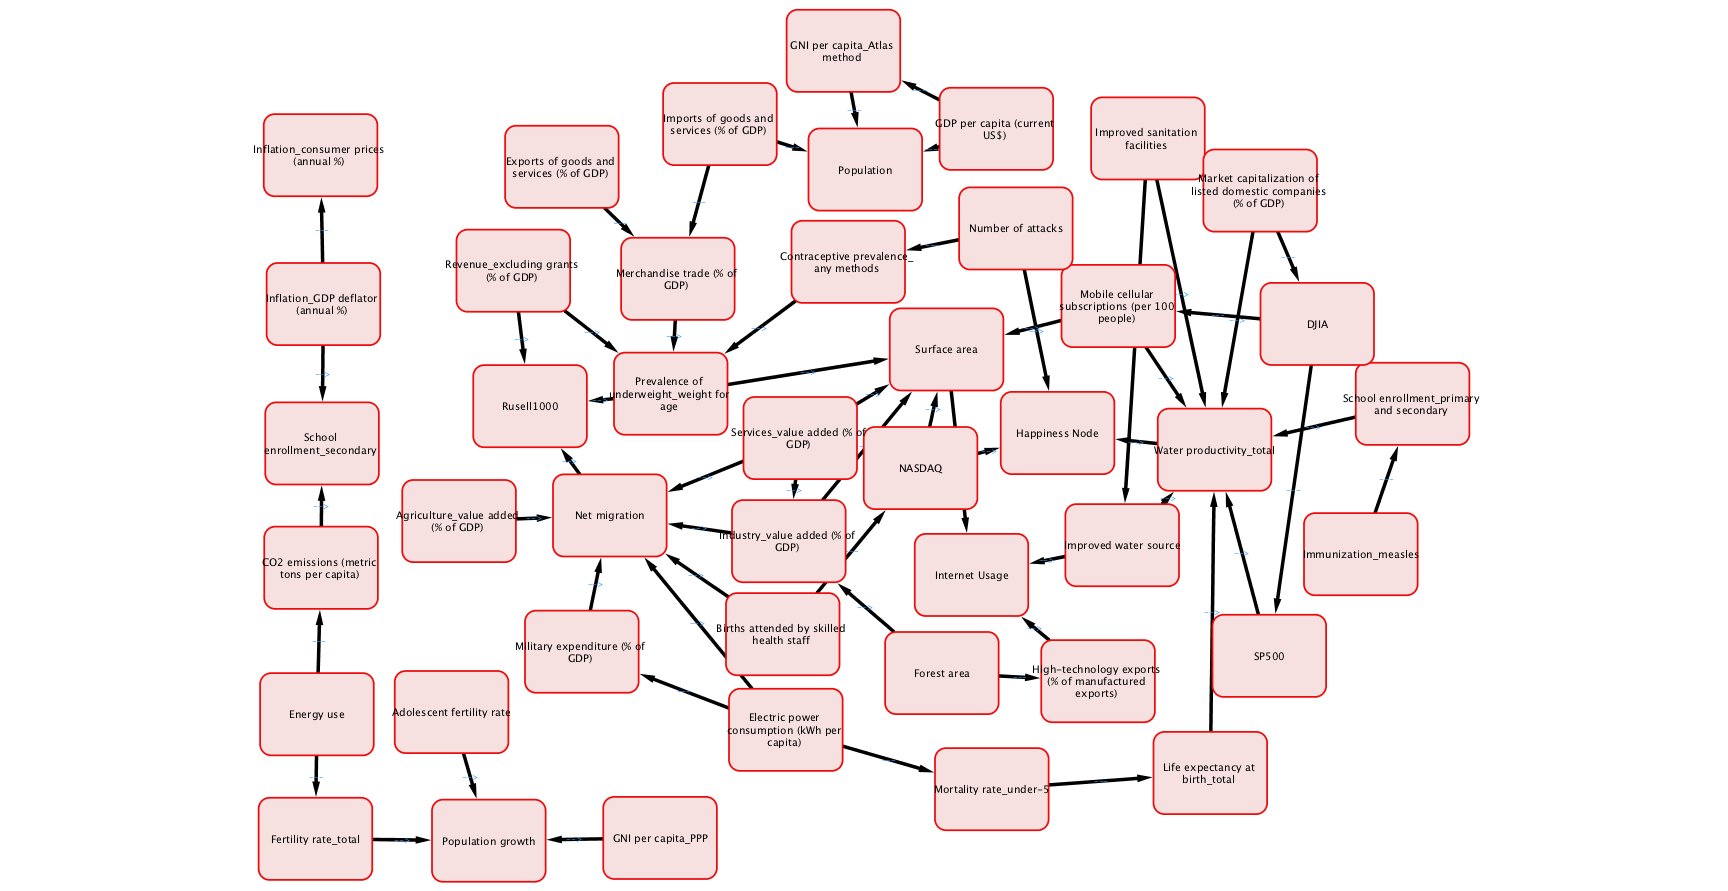 GNI per capita_Atlas
method
Imports of goods and
services (% of GDP)
GDP per capita (current
US$)
Improved sanitation
facilities
Inflation_consumer prices
(annual %)
Exports of goods and
services (% of GDP)
Population
Market capitalization of
listed domestic companies
(% of GDP)
Number of attacks
Revenue_excluding grants
(% of GDP)
Merchandise trade (% of
GDP)
Contraceptive prevalence_
any methods
Inflation_GDP deflator
(annual %)
Mobile cellular
subscriptions (per 100
people)
DJIA
Surface area
Rusell1000
Prevalence of
underweight_weight for
age
School enrollment_primary
and secondary
School
enrollment_secondary
Services_value added (% of
GDP)
NASDAQ
Happiness Node
Water productivity_total
Agriculture_value added
(% of GDP)
Net migration
Industry_value added (% of
GDP)
Improved water source
Immunization_measles
CO2 emissions (metric
tons per capita)
Internet Usage
Military expenditure (% of
GDP)
Births attended by skilled
health staff
Forest area
High-technology exports
(% of manufactured
exports)
SP500
Energy use
Adolescent fertility rate
Electric power
consumption (kWh per
capita)
Mortality rate_under-5
Life expectancy at
birth_total
Fertility rate_total
Population growth
GNI per capita_PPP